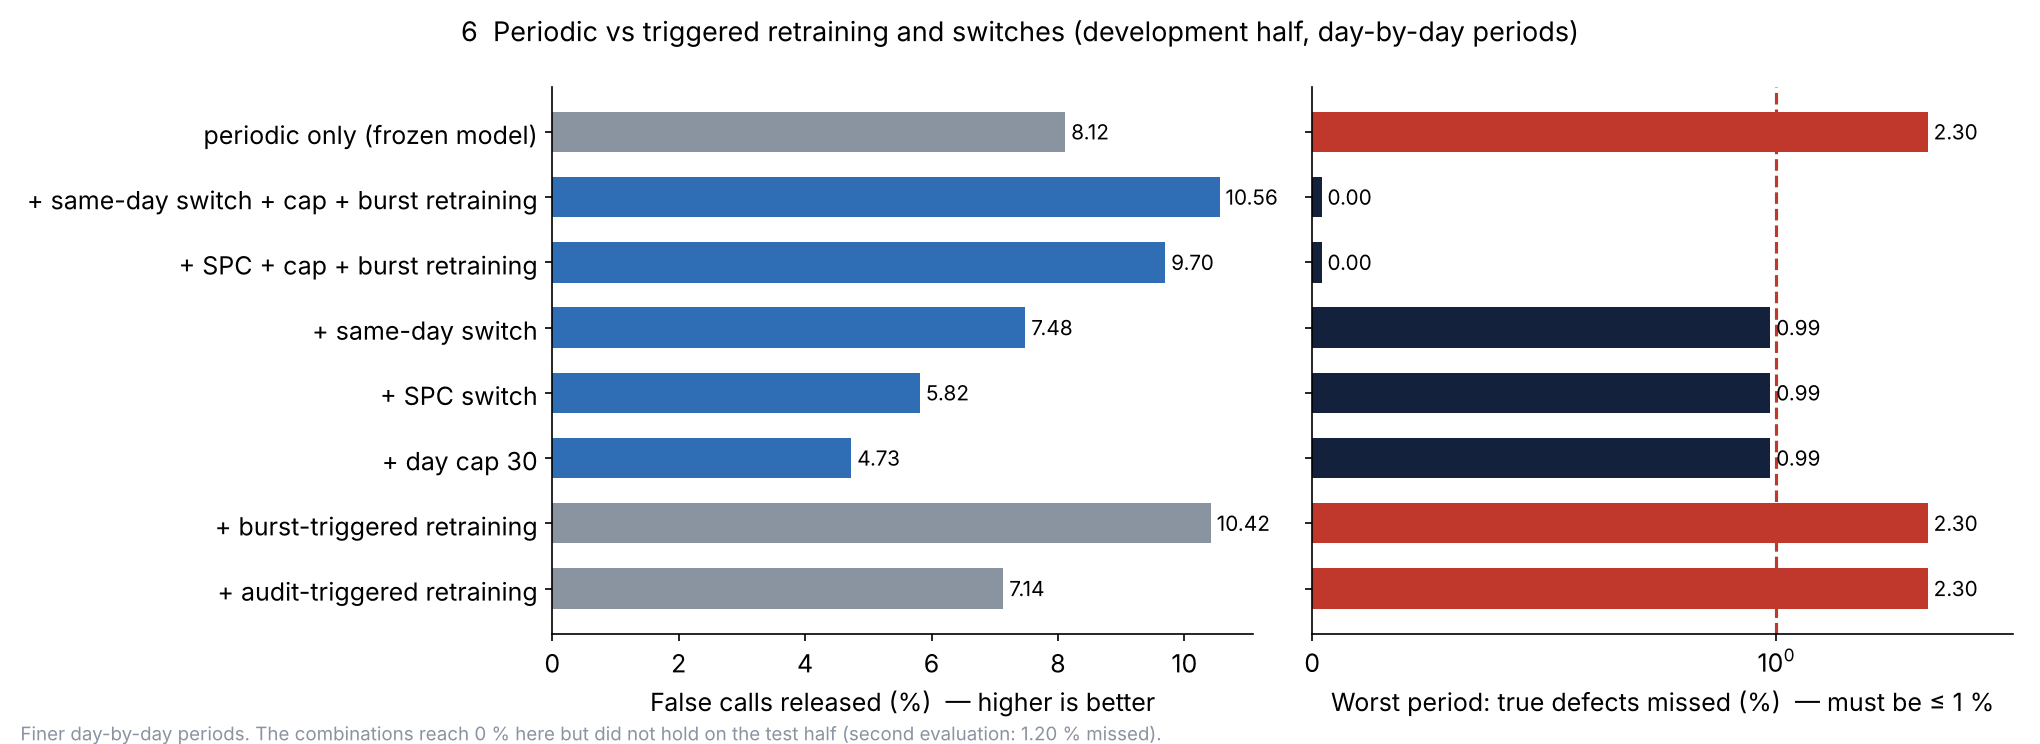 6 Periodic vs triggered retraining and switches (development half, day-by-day periods)
periodic only (frozen model)
8.12
2.30
+ same-day switch + cap + burst retraining
10.56
0.00
+ SPC + cap + burst retraining
9.70
0.00
+ same-day switch
7.48
0.99
+ SPC switch
5.82
0.99
+ day cap 30
4.73
0.99
+ burst-triggered retraining
10.42
2.30
+ audit-triggered retraining
7.14
2.30
0 2 4 6 8 10
0 10⁰
False calls released (%) — higher is better
Worst period: true defects missed (%) — must be ≤ 1 %
Finer day-by-day periods. The combinations reach 0 % here but did not hold on the test half (second evaluation: 1.20 % missed).